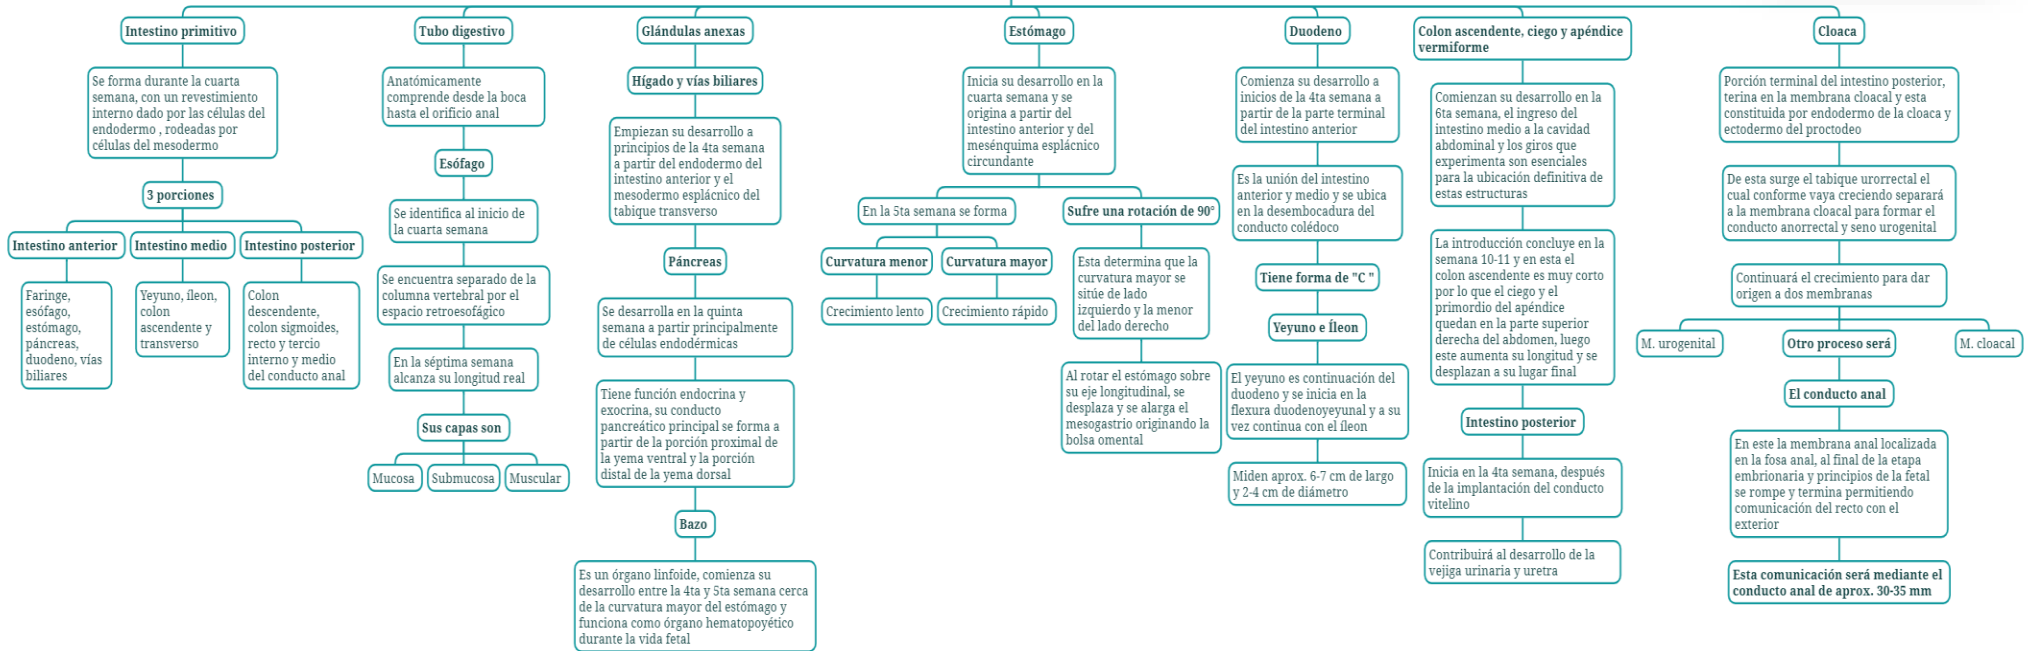 Intestino primitivo
Se forma durante la cuarta
semana, con un revestimiento
interno dado por las células del
endodermo , rodeadas por
células del mesodermo
3 porciones
Intestino anterior
Faringe,
esófago,
estómago,
páncreas,
duodeno, vías
biliares
Intestino medio
Yeyuno, íleon,
colon
ascendente y
transverso
Intestino posterior
Colon
descendente,
colon sigmoides,
recto y tercio
interno y medio
del conducto anal
Tubo digestivo
Anatómicamente
comprende desde la boca
hasta el orificio anal
Esófago
Se identifica al inicio de
la cuarta semana
Se encuentra separado de la
columna vertebral por el
espacio retroesofágico
En la séptima semana
alcanza su longitud real
Sus capas son
Mucosa
Submucosa
Muscular
Glándulas anexas
Hígado y vías biliares
Empiezan su desarrollo a
principios de la 4ta semana
a partir del endodermo del
intestino anterior y el
mesodermo esplácnico del
tabique transverso
Páncreas
Se desarrolla en la quinta
semana a partir principalmente
de células endodérmicas
Tiene función endocrina y
exocrina, su conducto
pancreático principal se forma a
partir de la porción proximal de
la yema ventral y la porción
distal de la yema dorsal
Bazo
Es un órgano linfoide, comienza su
desarrollo entre la 4ta y 5ta semana cerca
de la curvatura mayor del estómago y
funciona como órgano hematopoyético
durante la vida fetal
Estómago
Inicia su desarrollo en la
cuarta semana y se
origina a partir del
intestino anterior y del
mesénquima esplácnico
circundante
En la 5ta semana se forma
Curvatura menor
Crecimiento lento
Curvatura mayor
Crecimiento rápido
Sufre una rotación de 90°
Esta determina que la
curvatura mayor se
sitúe de lado
izquierdo y la menor
del lado derecho
Al rotar el estómago sobre
su eje longitudinal, se
desplaza y se alarga el
mesogastrio originando la
bolsa omental
Duodeno
Comienza su desarrollo a
inicios de la 4ta semana a
partir de la parte terminal
del intestino anterior
Es la unión del intestino
anterior y medio y se ubica
en la desembocadura del
conducto colédoco
Tiene forma de "C "
Yeyuno e Íleon
El yeyuno es continuación del
duodeno y se inicia en la
flexura duodenoyeyunal y a su
vez continua con el íleon
Miden aprox. 6-7 cm de largo
y 2-4 cm de diámetro
Colon ascendente, ciego y apéndice
vermiforme
Comienzan su desarrollo en la
6ta semana, el ingreso del
intestino medio a la cavidad
abdominal y los giros que
experimenta son esenciales
para la ubicación definitiva de
estas estructuras
La introducción concluye en la
semana 10-11 y en esta el
colon ascendente es muy corto
por lo que el ciego y el
primordio del apéndice
quedan en la parte superior
derecha del abdomen, luego
este aumenta su longitud y se
desplazan a su lugar final
Intestino posterior
Inicia en la 4ta semana, después
de la implantación del conducto
vitelino
Contribuirá al desarrollo de la
vejiga urinaria y uretra
Cloaca
Porción terminal del intestino posterior,
terina en la membrana cloacal y esta
constituida por endodermo de la cloaca y
ectodermo del proctodeo
De esta surge el tabique urorrectal el
cual conforme vaya creciendo separará
a la membrana cloacal para formar el
conducto anorrectal y seno urogenital
Continuará el crecimiento para dar
origen a dos membranas
M. urogenital
Otro proceso será
M. cloacal
El conducto anal
En este la membrana anal localizada
en la fosa anal, al final de la etapa
embrionaria y principios de la fetal
se rompe y termina permitiendo
comunicación del recto con el
exterior
Esta comunicación será mediante el
conducto anal de aprox. 30-35 mm